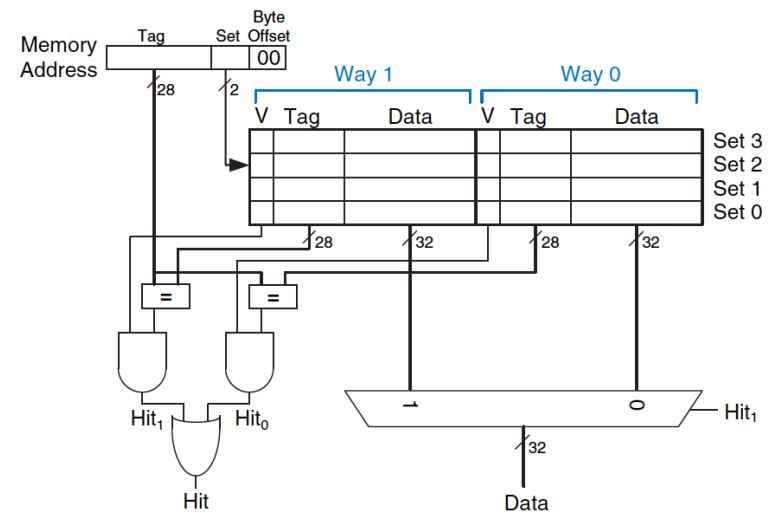 Memory Address
Tag
Set
Byte Offset
00
28
2
Way 1
Way 0
V Tag Data V Tag Data
Set 3
Set 2
Set 1
Set 0
28
32
28
32
=
=
Hit₁
Hit₀
Hit
1
0
Hit₁
32
Data